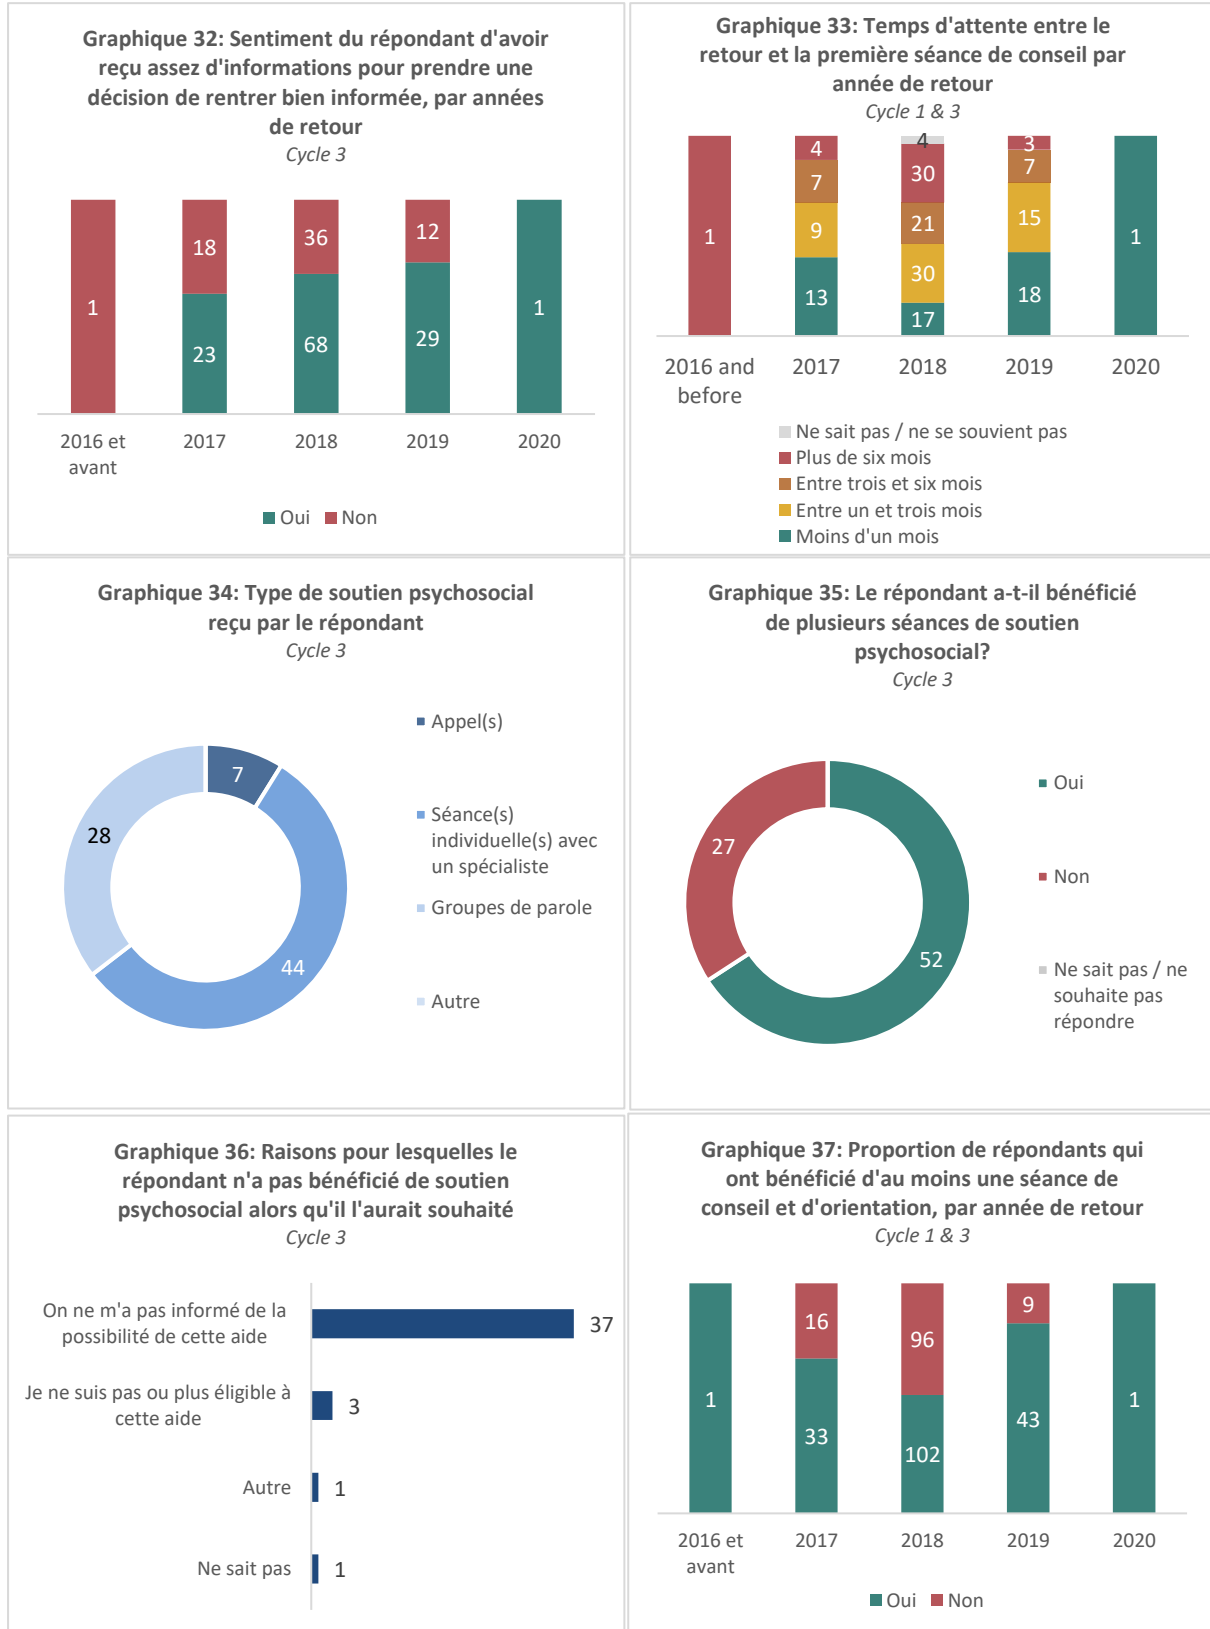 Graphique 32: Sentiment du répondant d'avoir
reçu assez d'informations pour prendre une
décision de rentrer bien informée, par années
de retour
Cycle 3
1
18
36
12
23
68
29
1
2016 et
avant
2017
2018
2019
2020
Oui
Non
Graphique 33: Temps d'attente entre le
retour et la première séance de conseil par
année de retour
Cycle 1 & 3
1
4
7
9
13
4
30
21
30
17
3
7
15
18
1
2016 and
before
2017
2018
2019
2020
Ne sait pas / ne se souvient pas
Plus de six mois
Entre trois et six mois
Entre un et trois mois
Moins d'un mois
Graphique 34: Type de soutien psychosocial
reçu par le répondant
Cycle 3
7
28
44
Appel(s)
Séance(s)
individuelle(s) avec
un spécialiste
Groupes de parole
Autre
Graphique 35: Le répondant a-t-il bénéficié
de plusieurs séances de soutien
psychosocial?
Cycle 3
27
52
Oui
Non
Ne sait pas / ne
souhaite pas
répondre
Graphique 36: Raisons pour lesquelles le
répondant n'a pas bénéficié de soutien
psychosocial alors qu'il l'aurait souhaité
Cycle 3
On ne m'a pas informé de la
possibilité de cette aide
37
Je ne suis pas ou plus éligible à
cette aide
3
Autre
1
Ne sait pas
1
Graphique 37: Proportion de répondants qui
ont bénéficié d'au moins une séance de
conseil et d'orientation, par année de retour
Cycle 1 & 3
1
16
33
96
102
9
43
1
2016 et
avant
2017
2018
2019
2020
Oui
Non